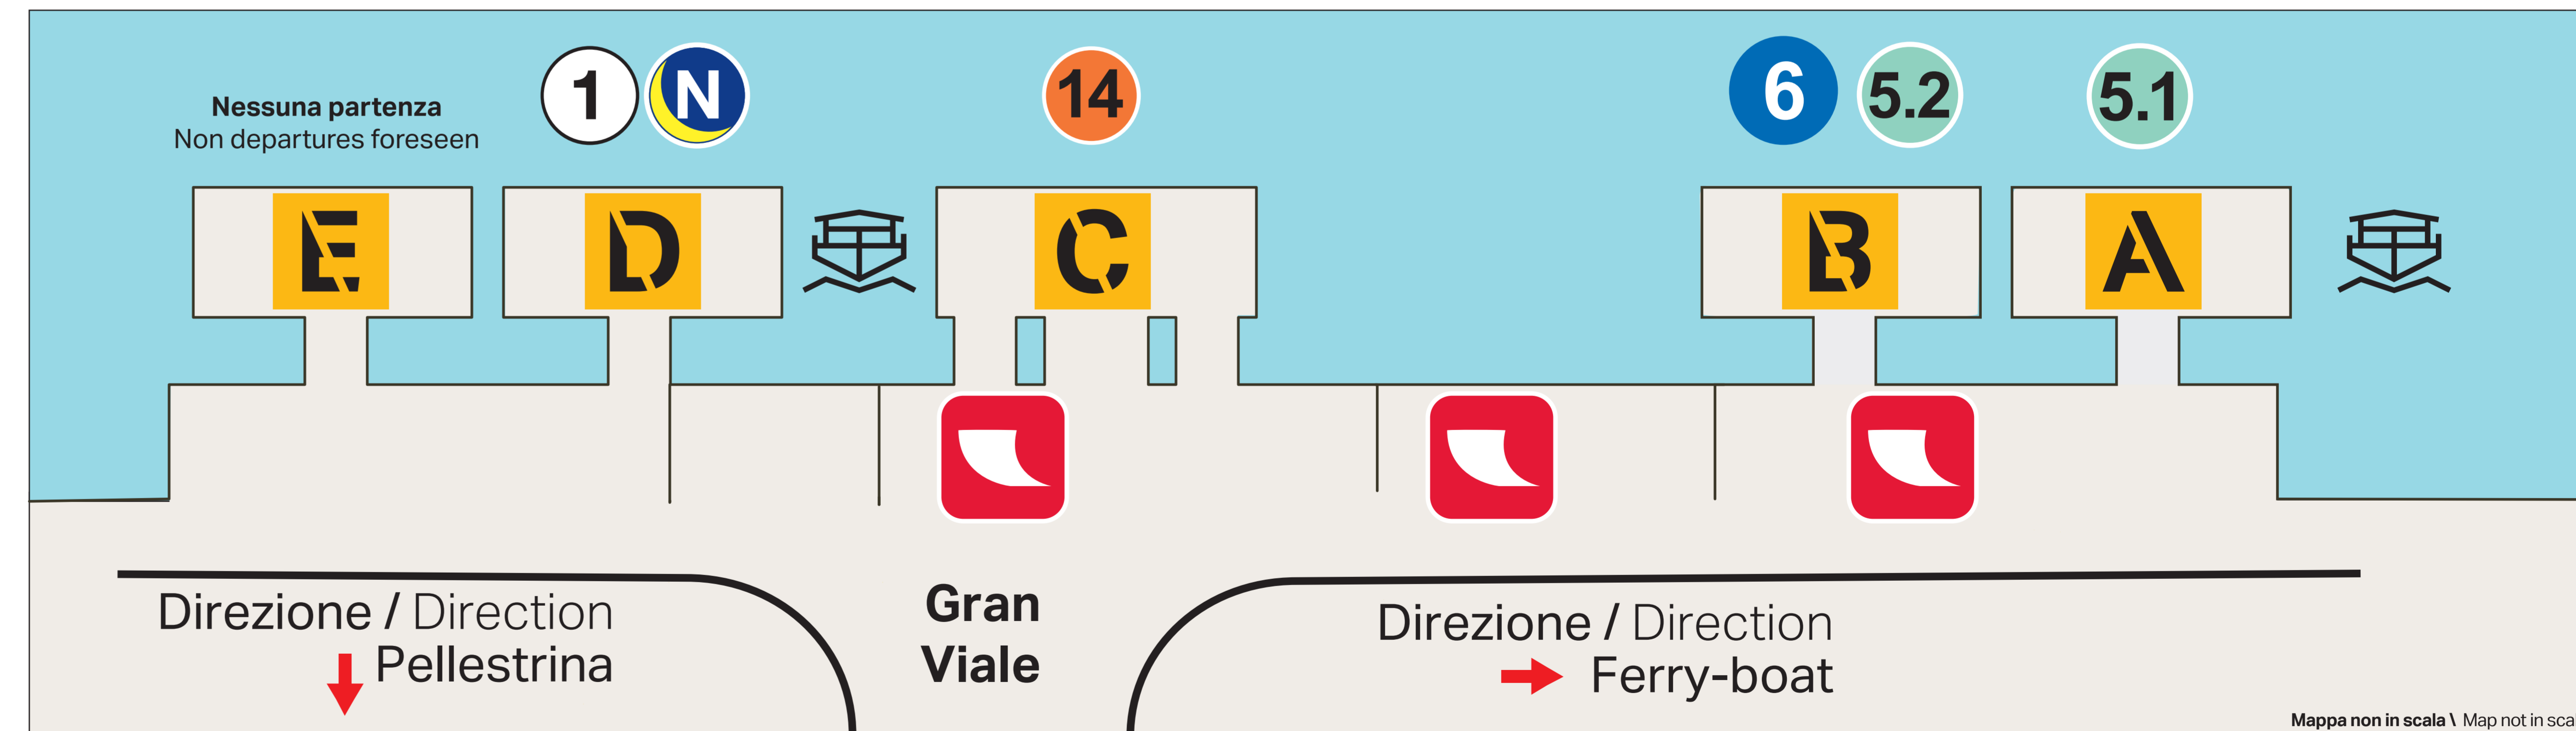 Nessuna partenza
Non departures foreseen
1 N
14
6 5.2
5.1
E D C B A
Direzione / Direction
Pellestrina
Gran
Viale
Direzione / Direction
Ferry-boat
Mappa non in scala \ Map not in sca